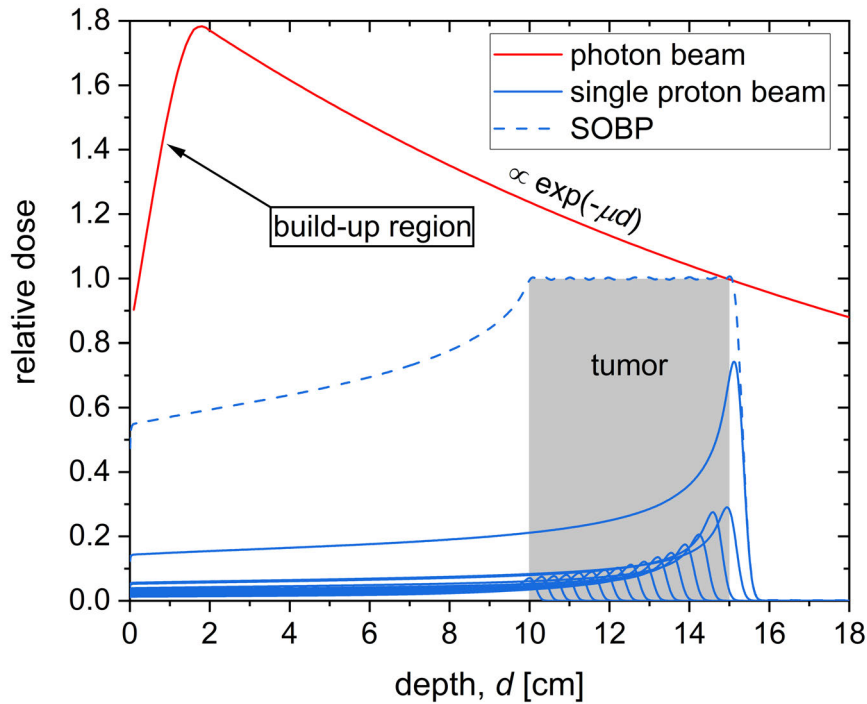 1.8
1.6
1.4
1.2
1.0
0.8
0.6
0.4
0.2
0.0
relative dose
photon beam
single proton beam
SOBP
build-up region
∝ exp(-μd)
tumor
0 2 4 6 8 10 12 14 16 18
depth, d [cm]